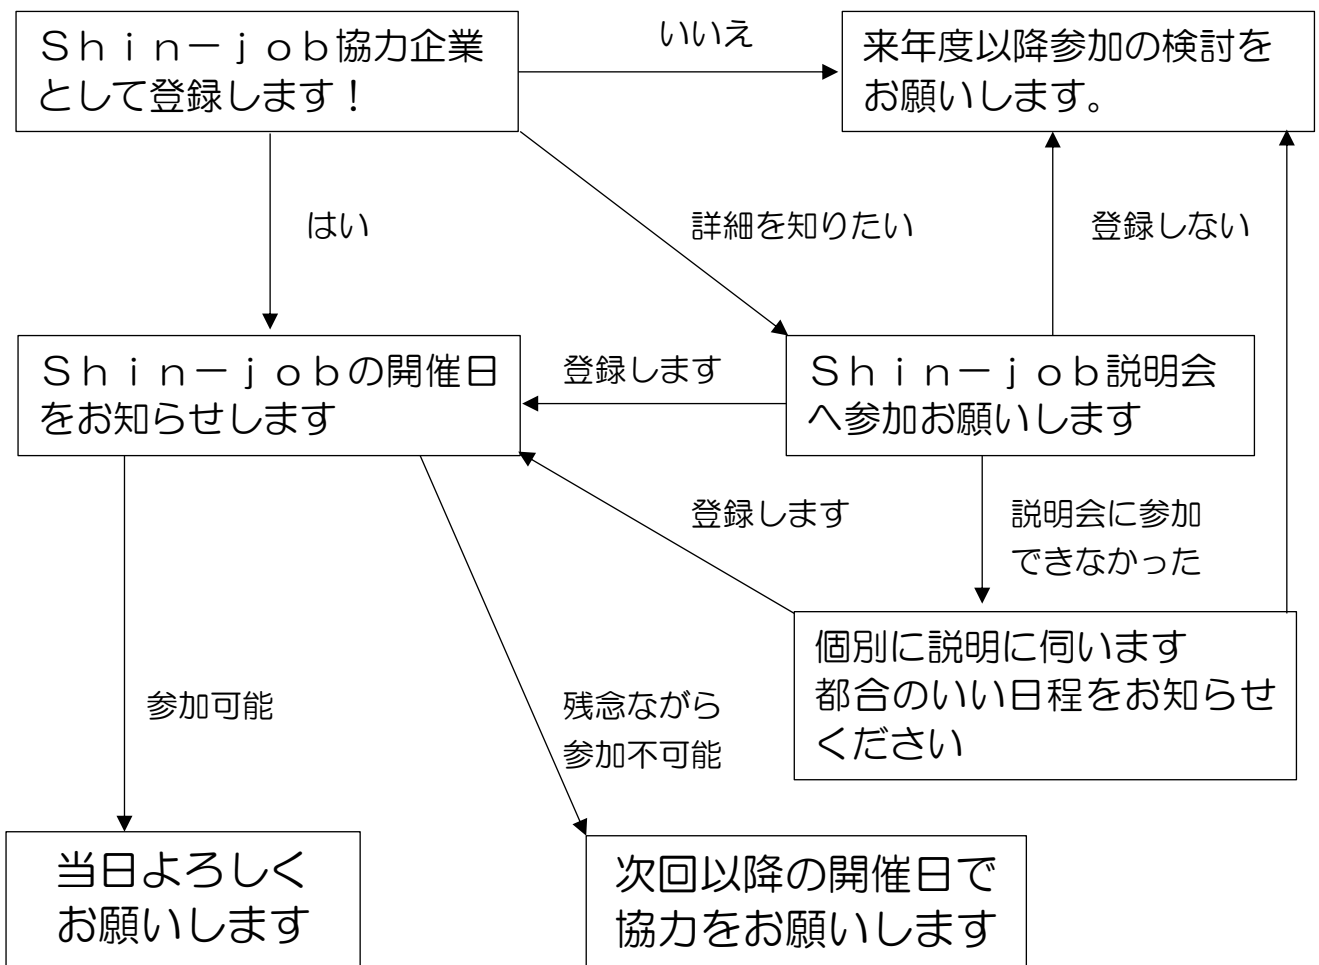 Ｓｈｉｎ－ｊｏｂ協力企業
として登録します！
いいえ
来年度以降参加の検討を
お願いします。
はい
詳細を知りたい
登録しない
Ｓｈｉｎ－ｊｏｂの開催日
をお知らせします
登録します
Ｓｈｉｎ－ｊｏｂ説明会
へ参加お願いします
登録します
説明会に参加
できなかった
個別に説明に伺います
都合のいい日程をお知らせ
ください
参加可能
残念ながら
参加不可能
当日よろしく
お願いします
次回以降の開催日で
協力をお願いします